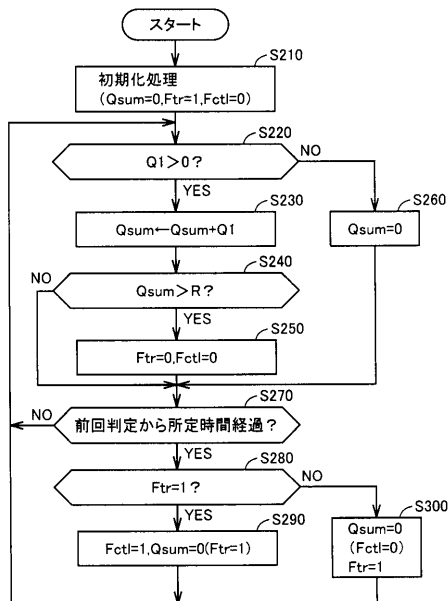 スタート
S210
初期化処理
(Qsum=0,Ftr=1,Fctl=0)
S220
Q1>0?
NO
YES
S230
Qsum←Qsum+Q1
S260
Qsum=0
S240
NO
Qsum>R?
YES
S250
Ftr=0,Fctl=0
S270
NO
前回判定から所定時間経過?
YES
S280
Ftr=1?
NO
YES
S290
Fctl=1,Qsum=0(Ftr=1)
S300
Qsum=0
(Fctl=0)
Ftr=1